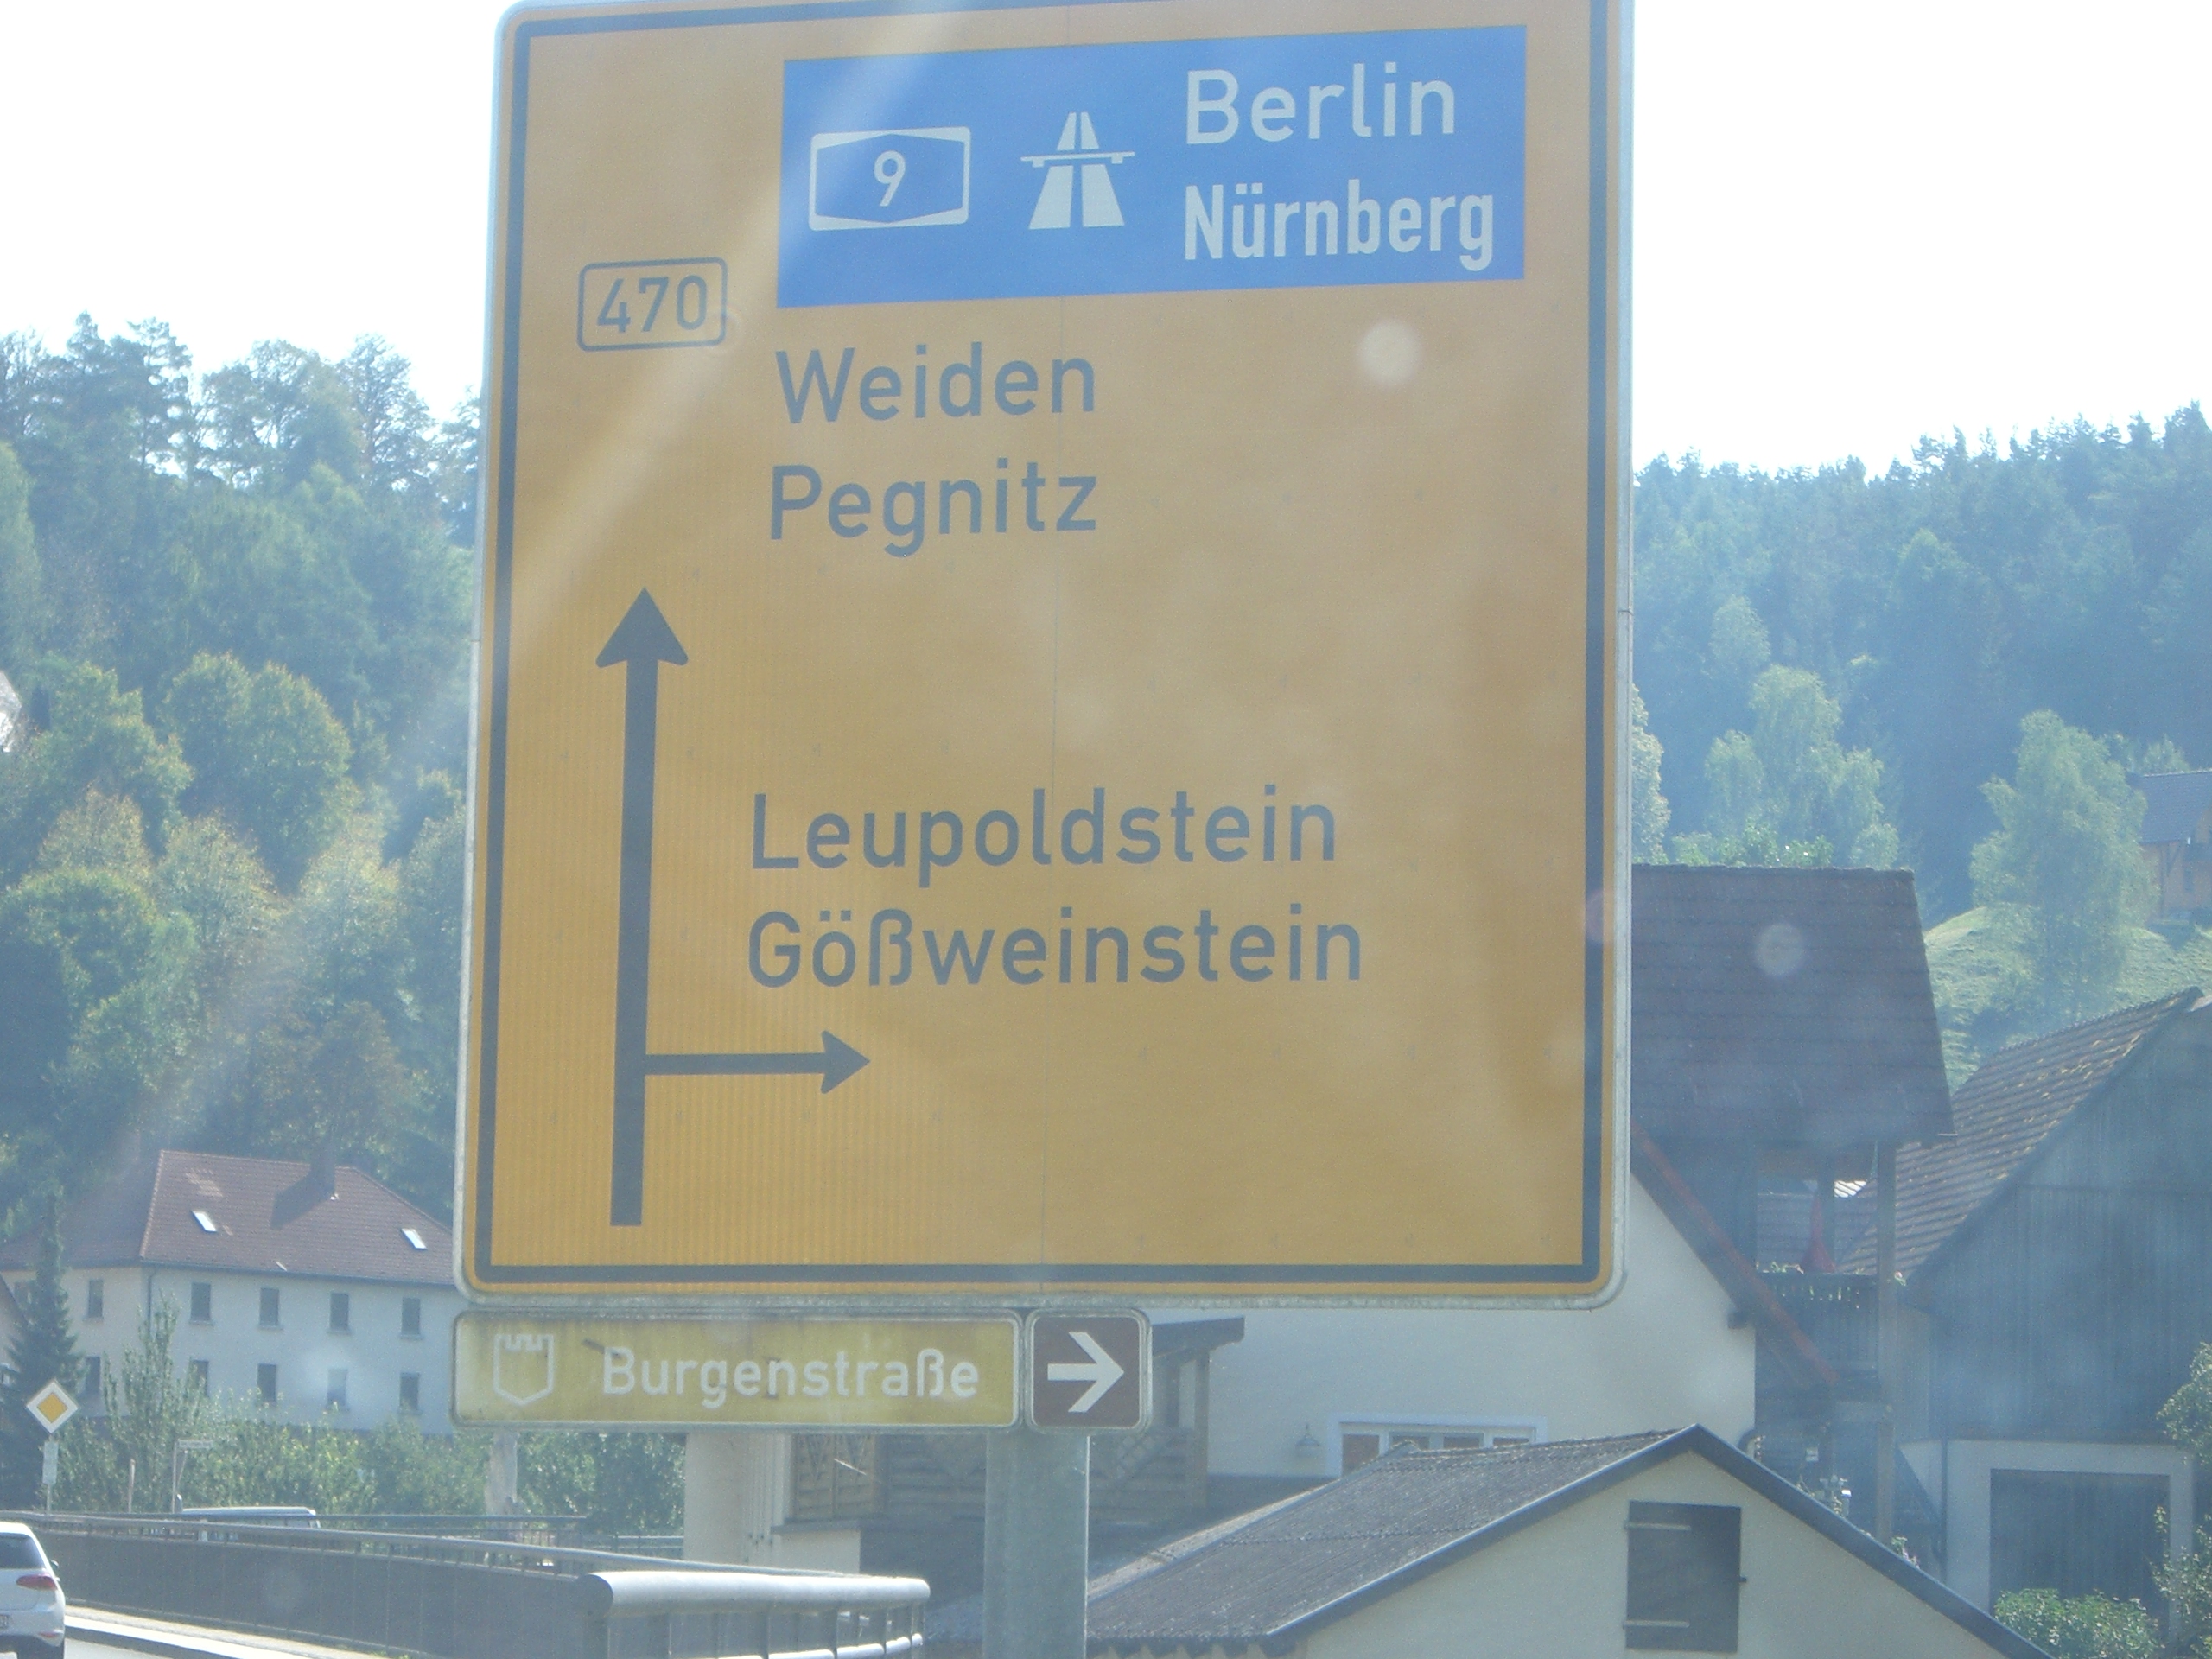 9
Berlin
Nürnberg
470
Weiden
Pegnitz
Leupoldstein
Gößweinstein
Burgenstraße